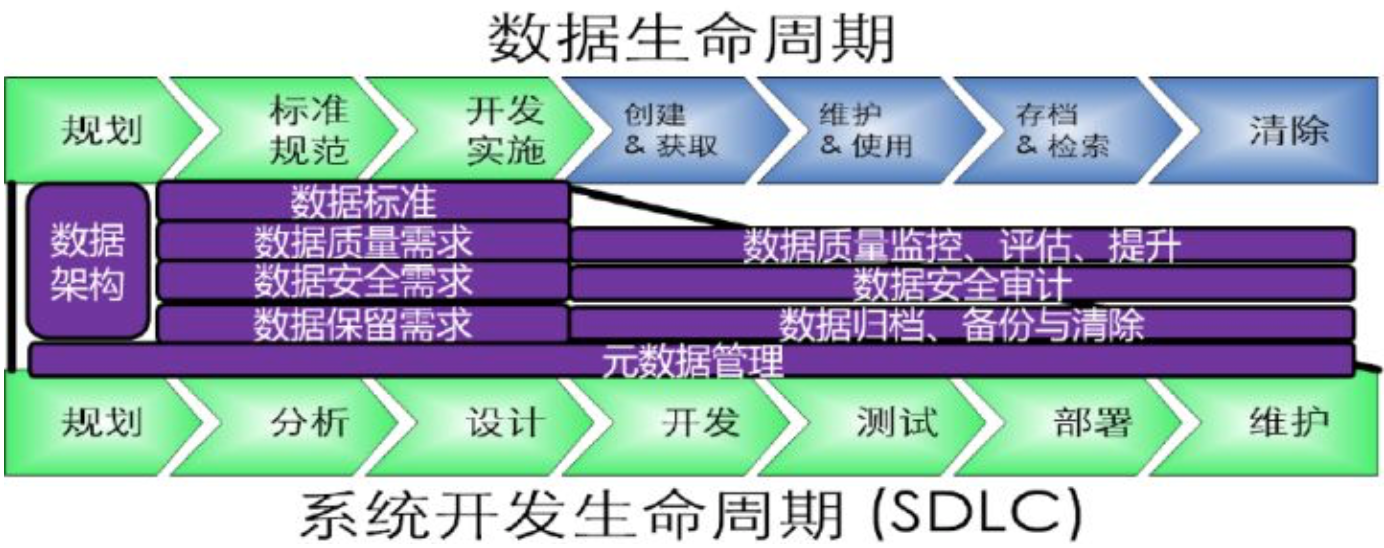 数据生命周期
规划
标准
规范
开发
实施
创建
& 获取
维护
& 使用
存档
& 检索
清除
数据
架构
数据标准
数据质量需求
数据质量监控、评估、提升
数据安全需求
数据安全审计
数据保留需求
数据归档、备份与清除
元数据管理
规划
分析
设计
开发
测试
部署
维护
系统开发生命周期 (SDLC)